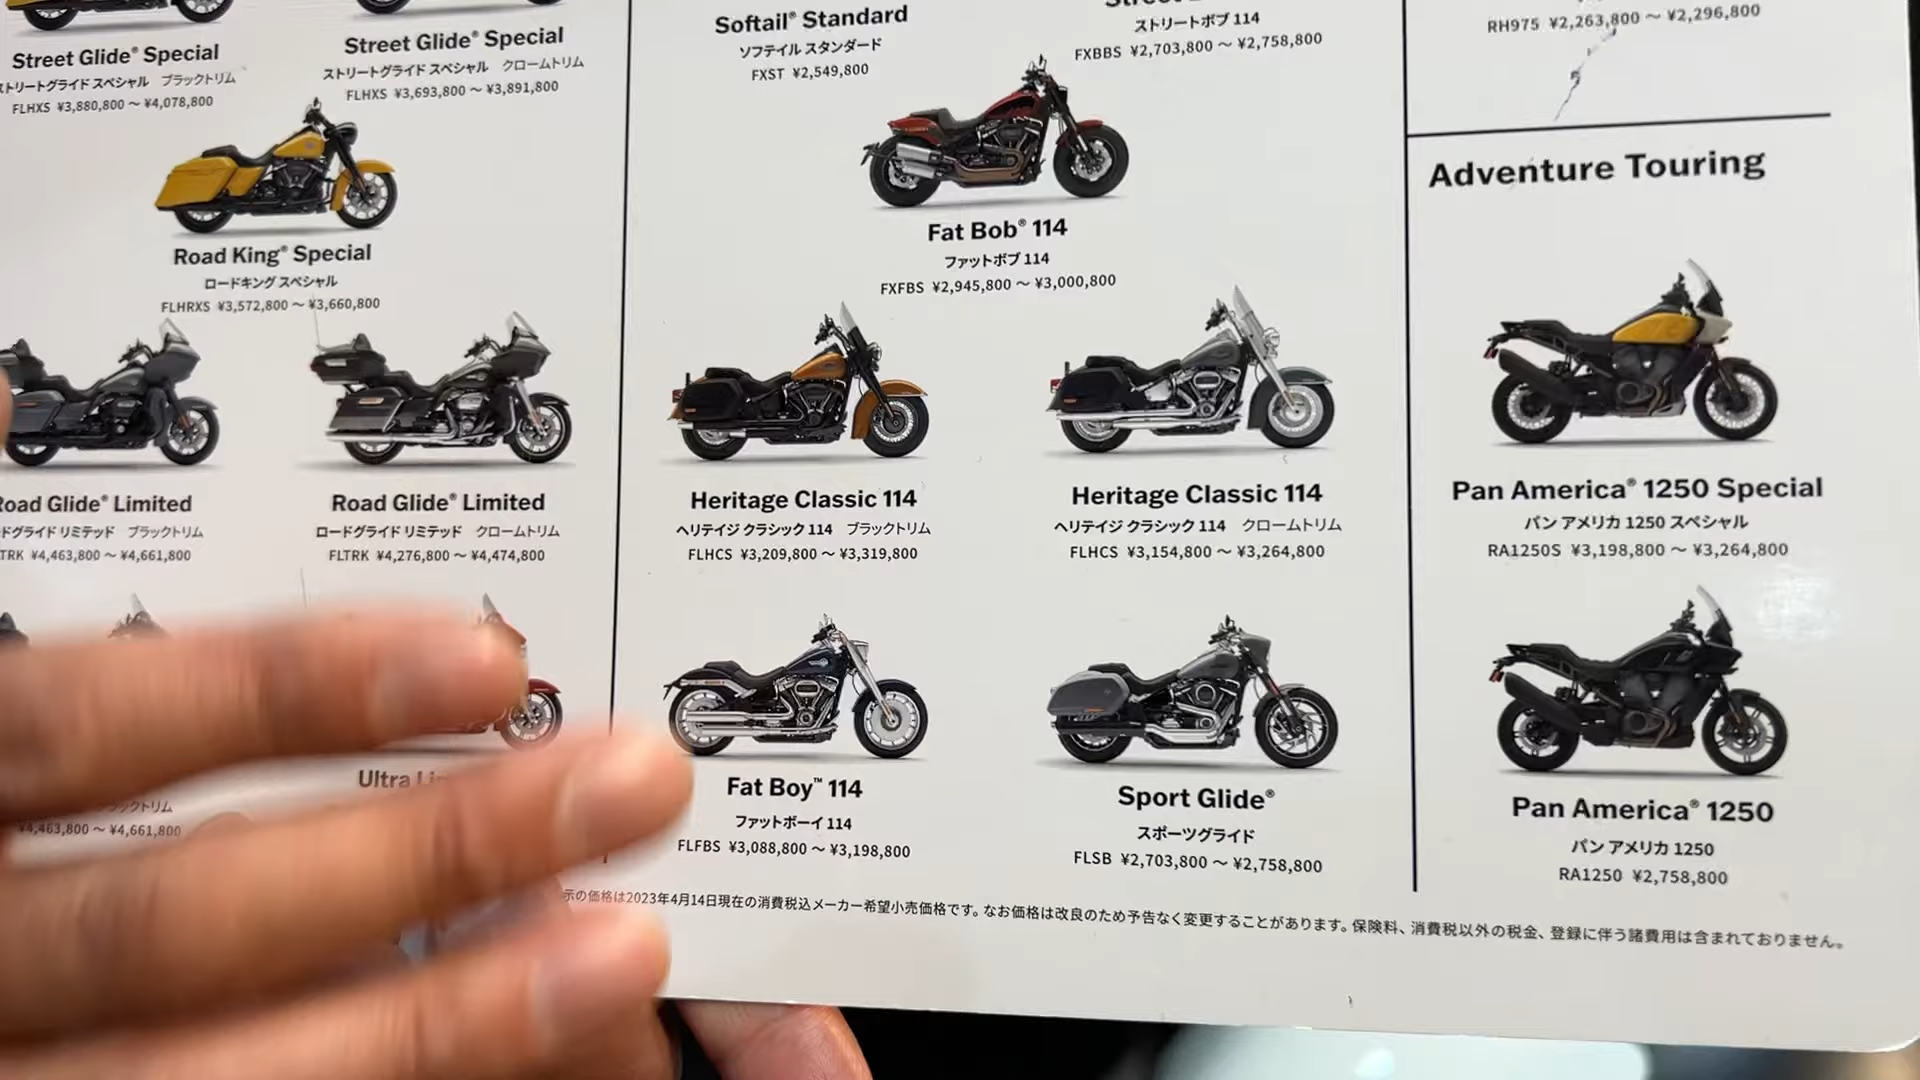 Street Glide® Special
ストリートグライド スペシャル ブラックトリム
FLHXS ¥3,880,800 ～ ¥4,078,800
Street Glide® Special
ストリートグライド スペシャル クロームトリム
FLHXS ¥3,693,800 ～ ¥3,891,800
Road King® Special
ロードキング スペシャル
FLHRXS ¥3,572,800 ～ ¥3,660,800
Road Glide® Limited
ドグライド リミテッド ブラックトリム
TRK ¥4,463,800 ～ ¥4,661,800
Road Glide® Limited
ロードグライド リミテッド クロームトリム
FLTRK ¥4,276,800 ～ ¥4,474,800
ラックトリム
¥4,463,800 ～ ¥4,661,800
Ultra Li
Softail® Standard
ソフテイル スタンダード
FXST ¥2,549,800
ストリートボブ 114
FXBBS ¥2,703,800 ～ ¥2,758,800
Fat Bob® 114
ファットボブ 114
FXFBS ¥2,945,800 ～ ¥3,000,800
Heritage Classic 114
ヘリテイジ クラシック 114 ブラックトリム
FLHCS ¥3,209,800 ～ ¥3,319,800
Heritage Classic 114
ヘリテイジ クラシック 114 クロームトリム
FLHCS ¥3,154,800 ～ ¥3,264,800
Fat Boy™ 114
ファットボーイ 114
FLFBS ¥3,088,800 ～ ¥3,198,800
Sport Glide®
スポーツグライド
FLSB ¥2,703,800 ～ ¥2,758,800
RH975 ¥2,263,800 ～ ¥2,296,800
Adventure Touring
Pan America® 1250 Special
パン アメリカ 1250 スペシャル
RA1250S ¥3,198,800 ～ ¥3,264,800
Pan America® 1250
パン アメリカ 1250
RA1250 ¥2,758,800
示の価格は2023年4月14日現在の消費税込メーカー希望小売価格です。なお価格は改良のため予告なく変更することがあります。保険料、消費税以外の税金、登録に伴う諸費用は含まれておりません。